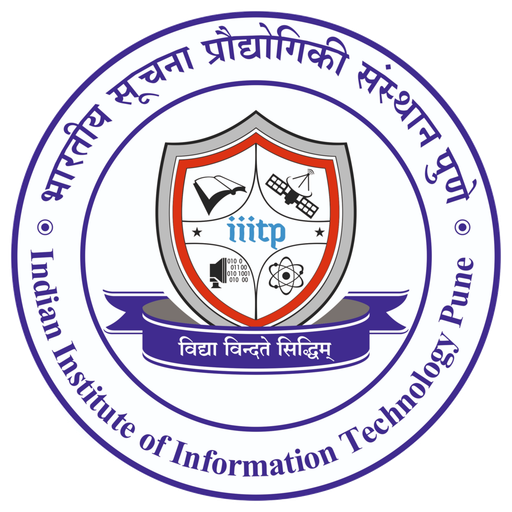 भारतीय सूचना प्रौद्योगिकी संस्थान पुणे
iiitp
010 0
01100
010 1001
010 00
विद्या विन्दते सिद्धिम्
Indian Institute of Information Technology Pune